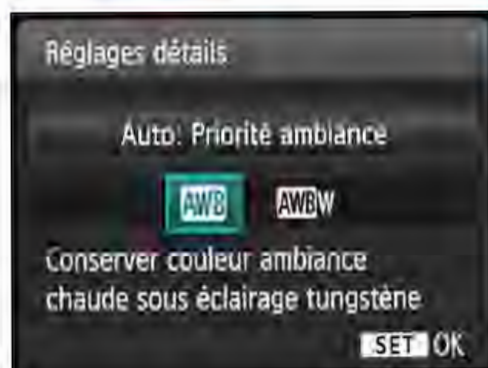 Réglages détails
Auto: Priorité ambiance
AWB AWBW
Conserver couleur ambiance
chaude sous éclairage tungstène
SET OK